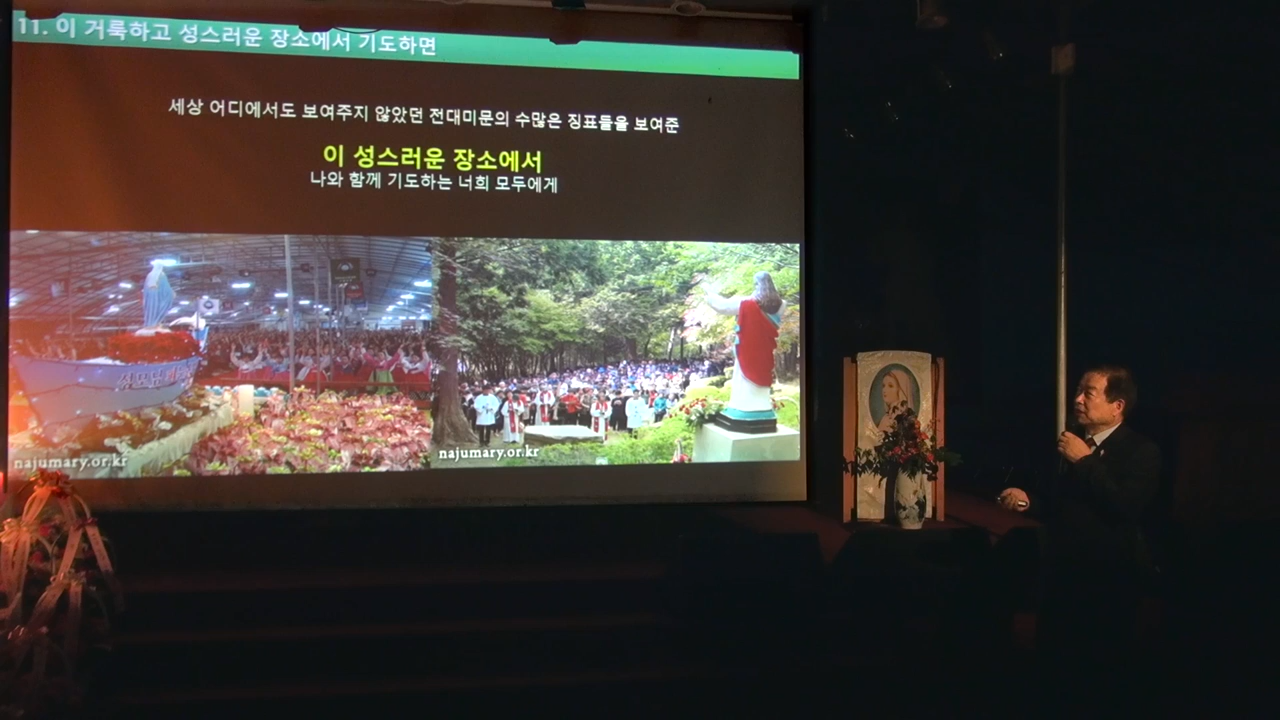 11. 이 거룩하고 성스러운 장소에서 기도하면
세상 어디에서도 보여주지 않았던 전대미문의 수많은 징표들을 보여준
이 성스러운 장소에서
나와 함께 기도하는 너희 모두에게
najumary.or.kr
najumary.or.kr